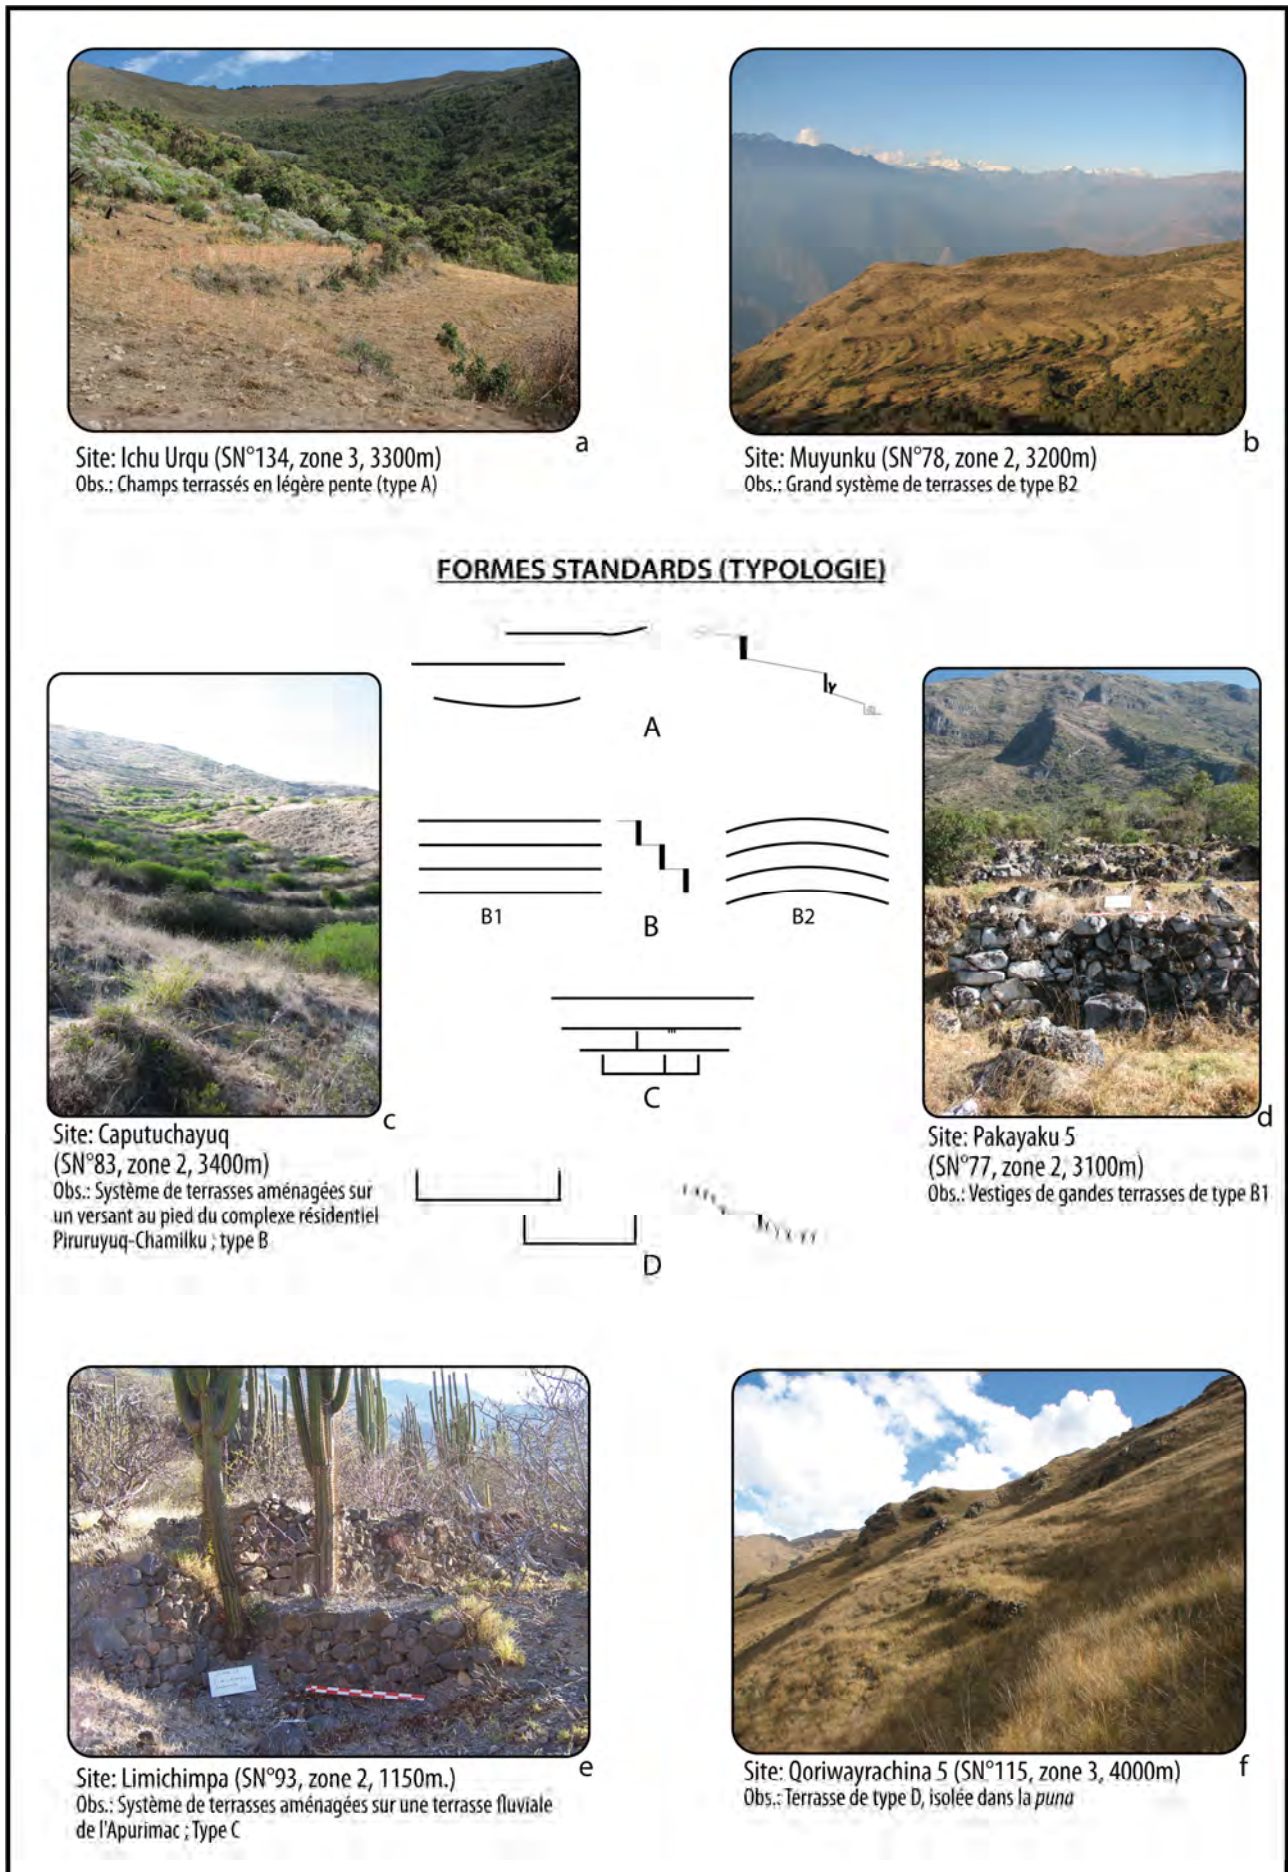 a
Site: Ichu Urqu (SN°134, zone 3, 3300m)
Obs.: Champs terrassés en légère pente (type A)
b
Site: Muyunku (SN°78, zone 2, 3200m)
Obs.: Grand système de terrasses de type B2
FORMES STANDARDS (TYPOLOGIE)
A
B1
B
B2
C
D
c
Site: Caputuchayuq
(SN°83, zone 2, 3400m)
Obs.: Système de terrasses aménagées sur
un versant au pied du complexe résidentiel
Piruruyuq-Chamilku ; type B
d
Site: Pakayaku 5
(SN°77, zone 2, 3100m)
Obs.: Vestiges de gandes terrasses de type B1
e
Site: Limichimpa (SN°93, zone 2, 1150m.)
Obs.: Système de terrasses aménagées sur une terrasse fluviale
de l'Apurimac ; Type C
f
Site: Qoriwayrachina 5 (SN°115, zone 3, 4000m)
Obs.: Terrasse de type D, isolée dans la puna